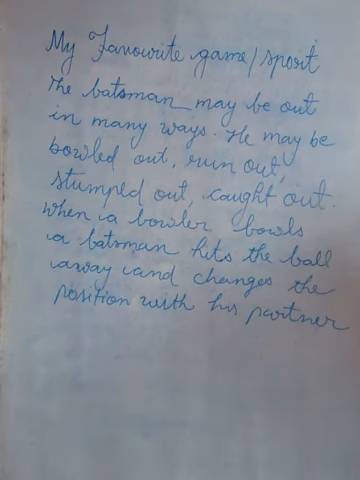 My Favourite game/sport
The batsman may be out
in many ways. He may be
bowled out, run out,
stumped out, caught out.
When a bowler bowls
a batsman hits the ball
away and changes the
position with his partner